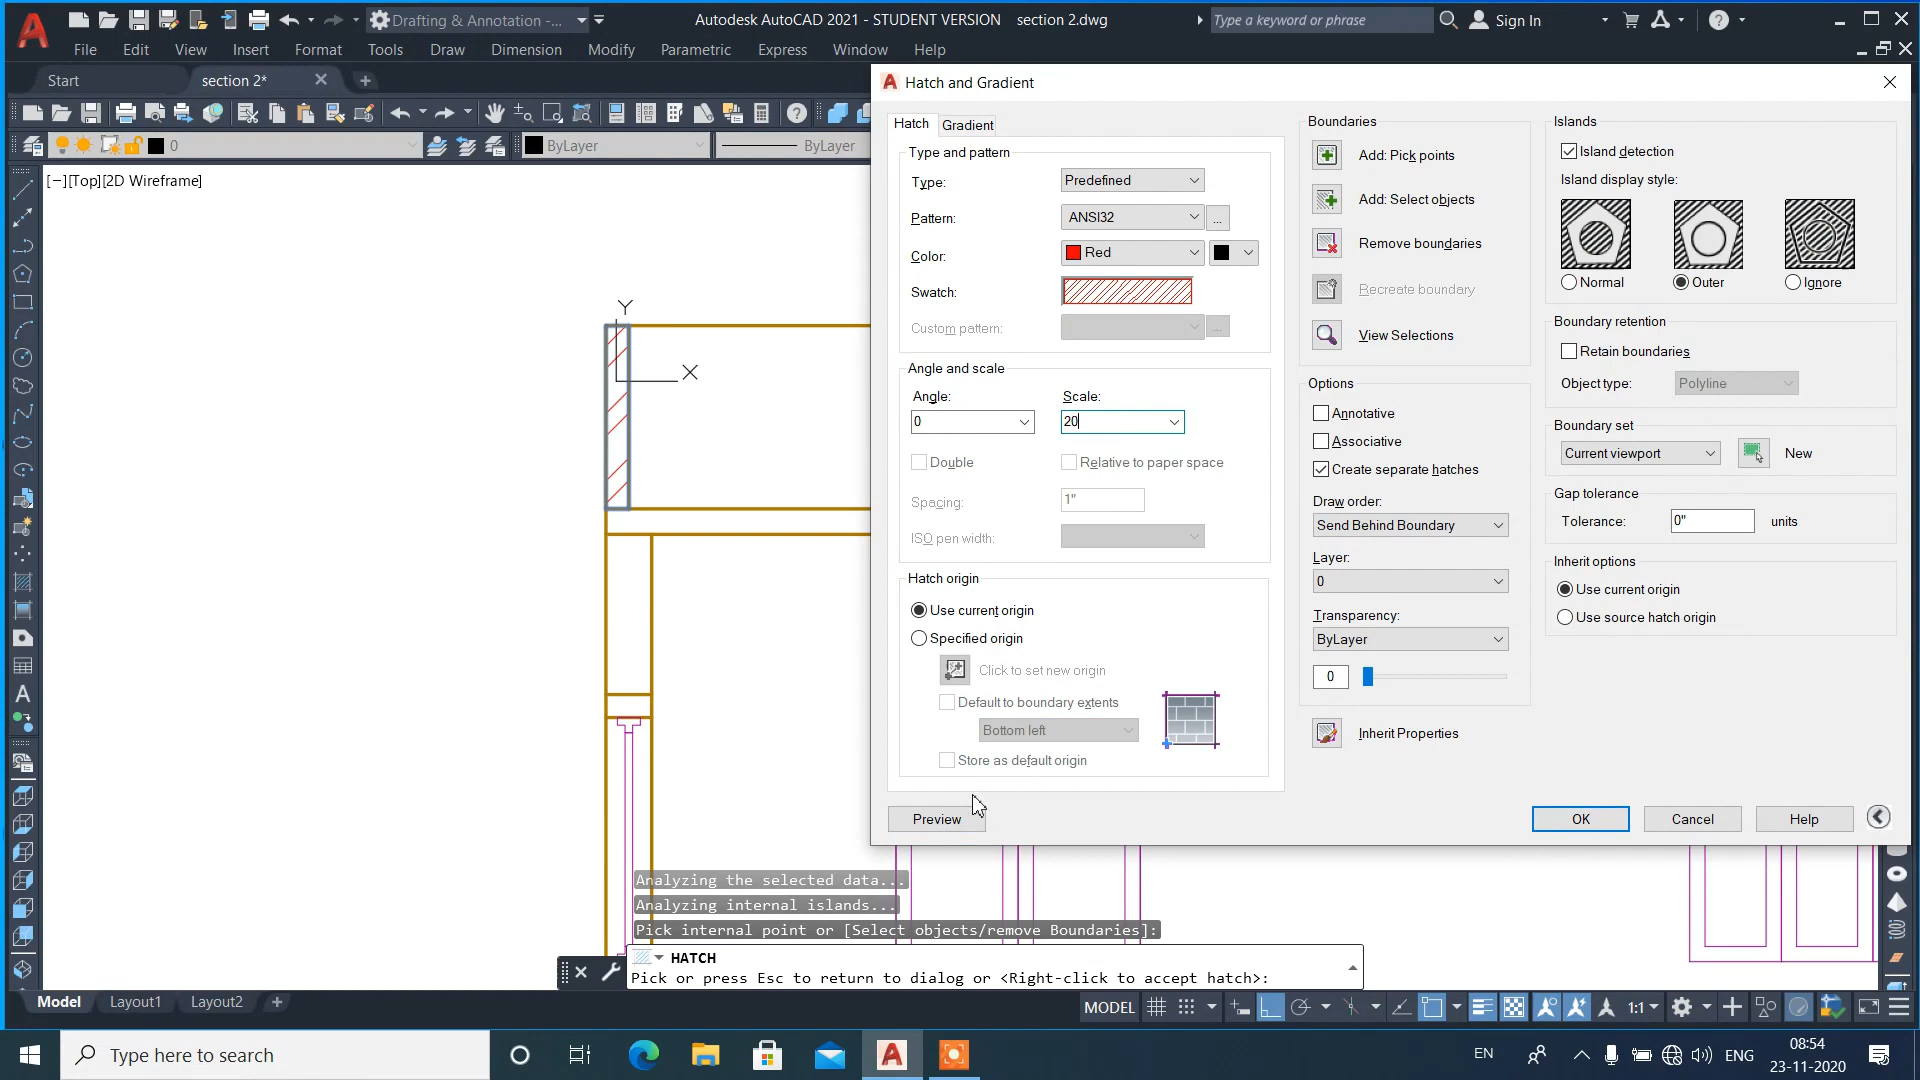 Drafting & Annotation -...
Autodesk AutoCAD 2021 - STUDENT VERSION section 2.dwg
Type a keyword or phrase
Sign In
File Edit View Insert Format Tools Draw Dimension Modify Parametric Express Window Help
Start
section 2*
0
ByLayer
ByLayer
[−][Top][2D Wireframe]
Y
X
Hatch and Gradient
Hatch
Gradient
Type and pattern
Type:
Predefined
Pattern:
ANSI32
...
Color:
Red
Swatch:
Custom pattern:
...
Angle and scale
Angle:
Scale:
0
20
Double
Relative to paper space
Spacing:
1"
ISO pen width:
Hatch origin
Use current origin
Specified origin
Click to set new origin
Default to boundary extents
Bottom left
Store as default origin
Preview
Boundaries
Add: Pick points
Add: Select objects
Remove boundaries
Recreate boundary
View Selections
Options
Annotative
Associative
Create separate hatches
Draw order:
Send Behind Boundary
Layer:
0
Transparency:
ByLayer
0
Inherit Properties
Islands
Island detection
Island display style:
Normal
Outer
Ignore
Boundary retention
Retain boundaries
Object type:
Polyline
Boundary set
Current viewport
New
Gap tolerance
Tolerance:
0"
units
Inherit options
Use current origin
Use source hatch origin
OK
Cancel
Help
Analyzing the selected data...
Analyzing internal islands...
Pick internal point or [Select objects/remove Boundaries]:
HATCH
Pick or press Esc to return to dialog or <Right-click to accept hatch>:
Model
Layout1
Layout2
MODEL
1:1
Type here to search
EN
ENG
08:54
23-11-2020